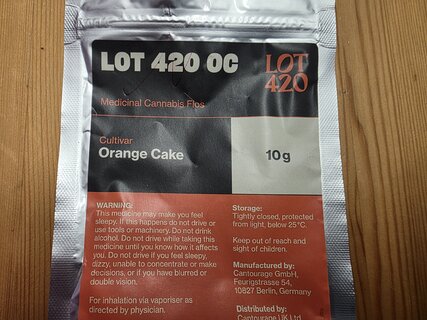 LOT 420 OC
LOT
420
Medicinal Cannabis Flos
Cultivar
Orange Cake
10g
WARNING:
This medicine may make you feel
sleepy. If this happens do not drive or
use tools or machinery. Do not drink
alcohol. Do not drive while taking this
medicine until you know how it affects
you. Do not drive if you feel sleepy,
dizzy, unable to concentrate or make
decisions, or if you have blurred or
double vision.
For inhalation via vaporiser as
directed by physician.
Storage:
Tightly closed, protected
from light, below 25°C.
Keep out of reach and
sight of children.
Manufactured by:
Cantourage GmbH,
Feurigstrasse 54,
10827 Berlin, Germany
Distributed by:
Cantourage UK Ltd